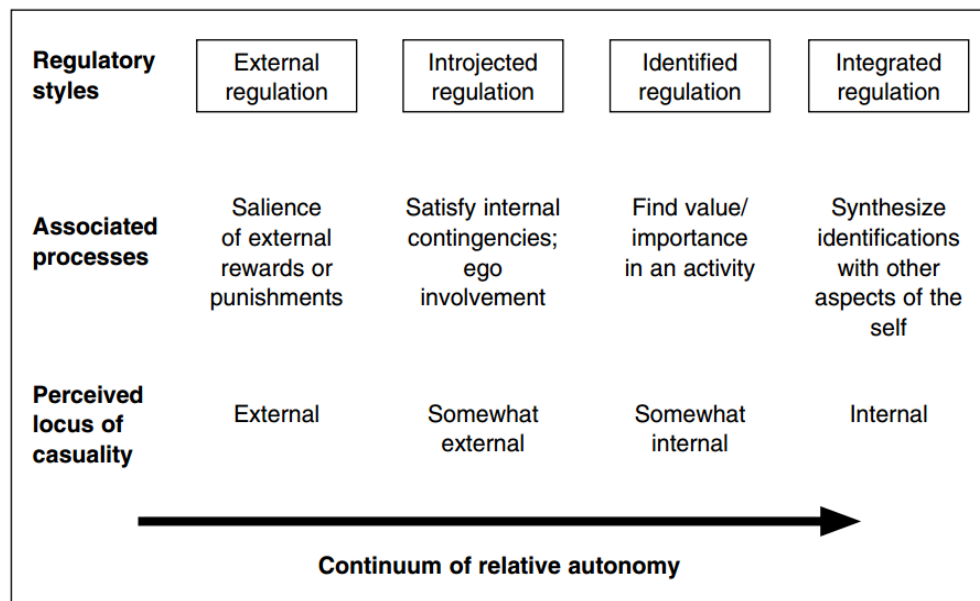 Regulatory
styles
External
regulation
Introjected
regulation
Identified
regulation
Integrated
regulation
Associated
processes
Salience
of external
rewards or
punishments
Satisfy internal
contingencies;
ego
involvement
Find value/
importance
in an activity
Synthesize
identifications
with other
aspects of the
self
Perceived
locus of
casuality
External
Somewhat
external
Somewhat
internal
Internal
Continuum of relative autonomy